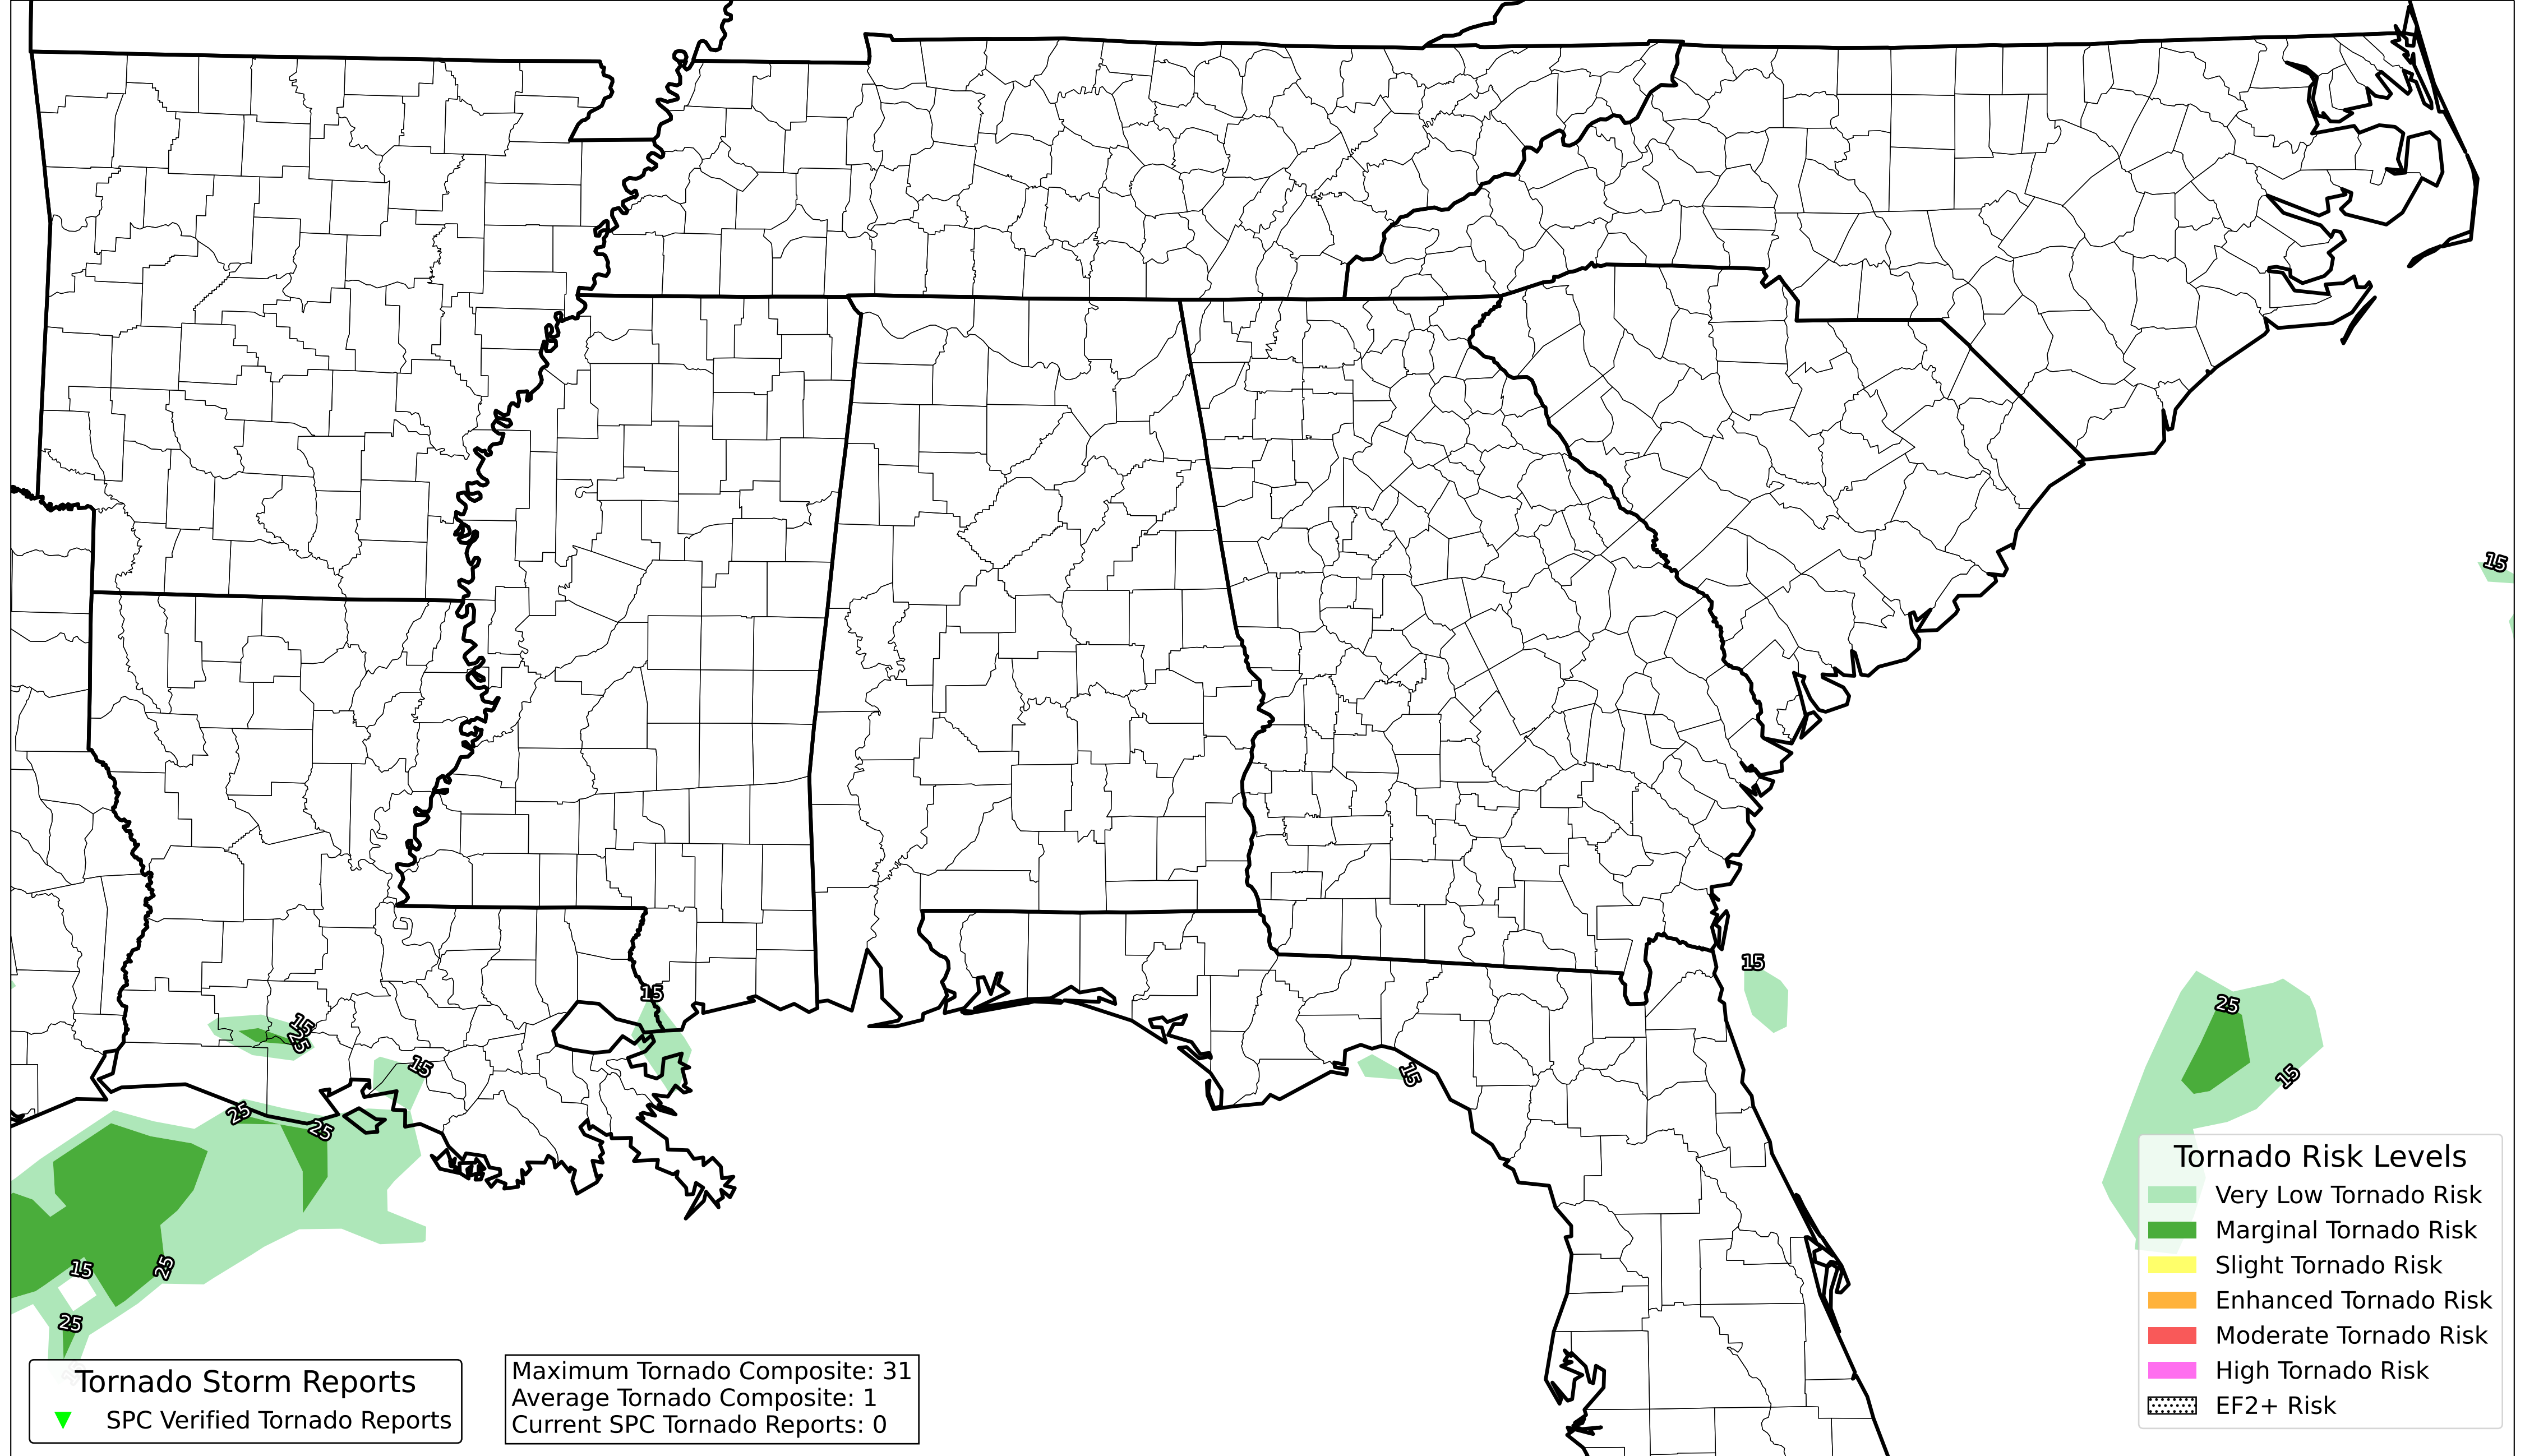 15
15
15
25
15
15
25
15
25
15
25
25
15
25
25
Tornado Risk Levels
Very Low Tornado Risk
Marginal Tornado Risk
Slight Tornado Risk
Enhanced Tornado Risk
Moderate Tornado Risk
High Tornado Risk
EF2+ Risk
Tornado Storm Reports
SPC Verified Tornado Reports
Maximum Tornado Composite: 31
Average Tornado Composite: 1
Current SPC Tornado Reports: 0